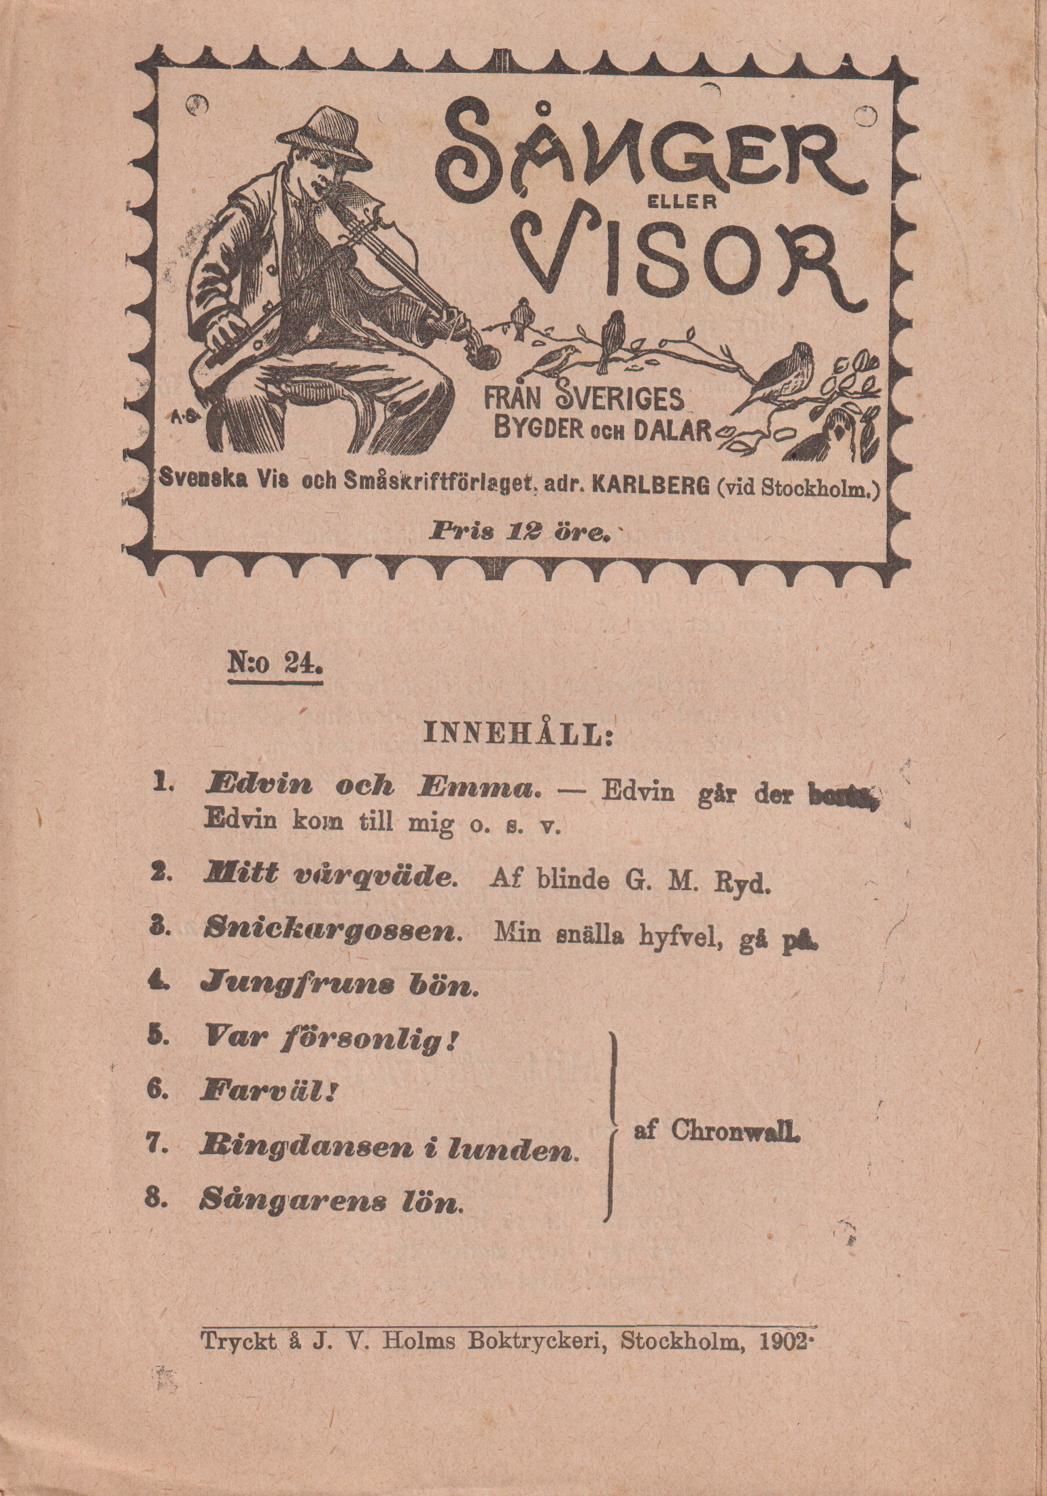 SÅNGER
ELLER
VISOR
FRÅN SVERIGES
BYGDER OCH DALAR
A.G.
Svenska Vis och Småskriftförlaget, adr. KARLBERG (vid Stockholm.)
Pris 12 öre.
N:o 24.
INNEHÅLL:
1. Edvin och Emma. — Edvin går der borta,
Edvin kom till mig o. s. v.
2. Mitt vårqväde. Af blinde G. M. Ryd.
3. Snickargossen. Min snälla hyfvel, gå på.
4. Jungfruns bön.
5. Var försonlig!
6. Farväl!
7. Ringdansen i lunden.
8. Sångarens lön.
af Chronwall.
Tryckt å J. V. Holms Boktryckeri, Stockholm, 1902.